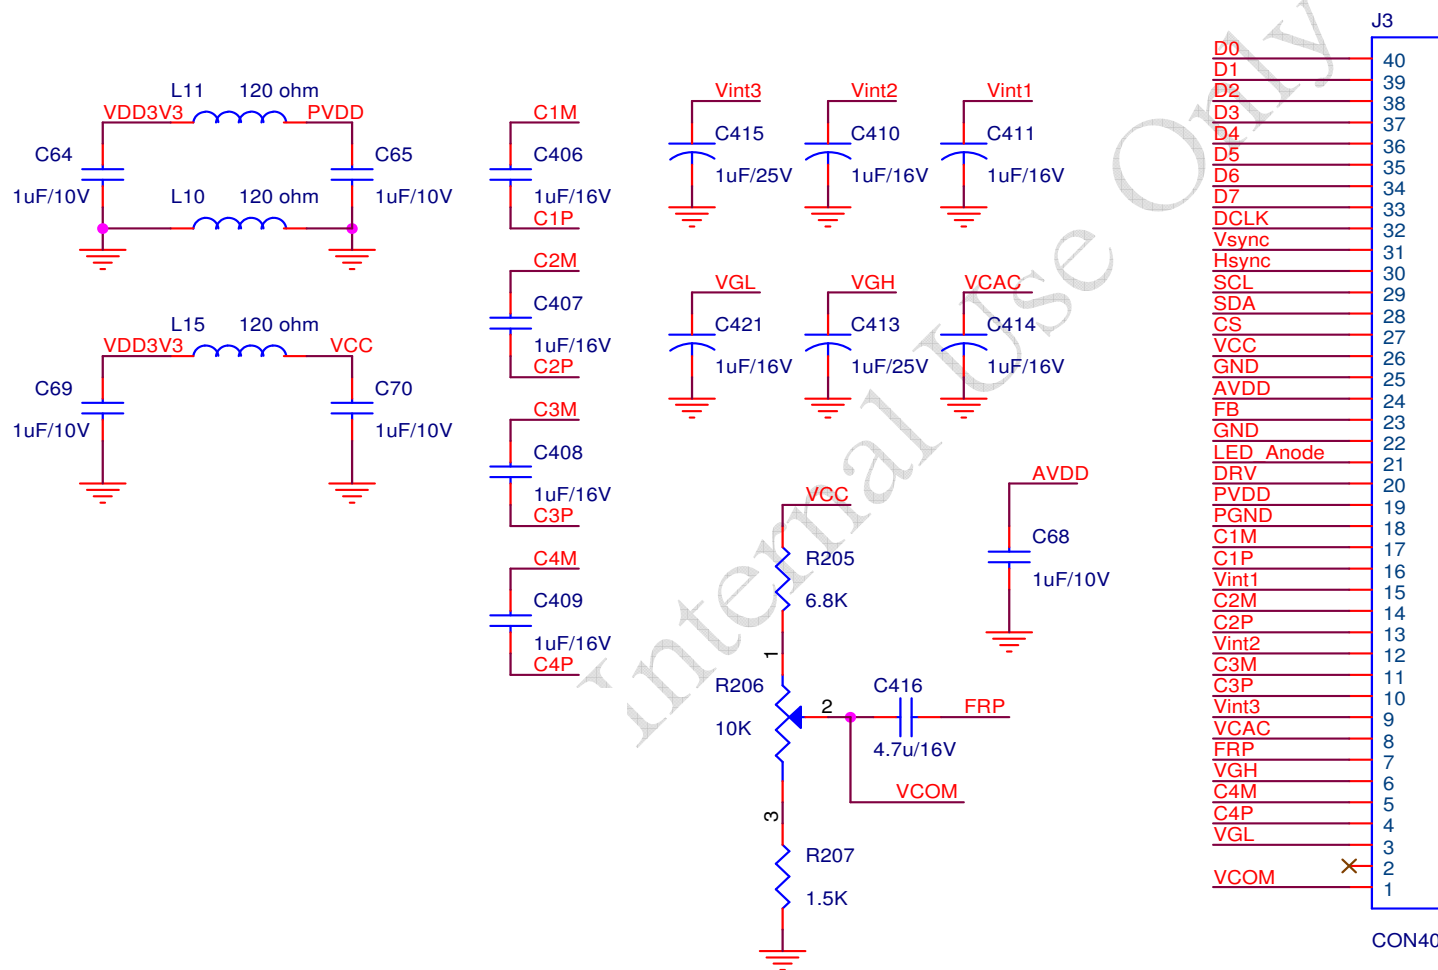 L11 120 ohm
VDD3V3 PVDD
C64
1uF/10V
C65
1uF/10V
L10 120 ohm
L15 120 ohm
VDD3V3 VCC
C69
1uF/10V
C70
1uF/10V
C1M
C406
1uF/16V
C1P
C2M
C407
1uF/16V
C2P
C3M
C408
1uF/16V
C3P
C4M
C409
1uF/16V
C4P
Vint3
C415
1uF/25V
Vint2
C410
1uF/16V
Vint1
C411
1uF/16V
VGL
C421
1uF/16V
VGH
C413
1uF/25V
VCAC
C414
1uF/16V
VCC
R205
6.8K
1
R206
10K
2
3
C416
4.7u/16V
FRP
VCOM
R207
1.5K
AVDD
C68
1uF/10V
Internal Use Only
J3
D0 40
D1 39
D2 38
D3 37
D4 36
D5 35
D6 34
D7 33
DCLK 32
Vsync 31
Hsync 30
SCL 29
SDA 28
CS 27
VCC 26
GND 25
AVDD 24
FB 23
GND 22
LED_Anode 21
DRV 20
PVDD 19
PGND 18
C1M 17
C1P 16
Vint1 15
C2M 14
C2P 13
Vint2 12
C3M 11
C3P 10
Vint3 9
VCAC 8
FRP 7
VGH 6
C4M 5
C4P 4
VGL 3
2
VCOM 1
CON40